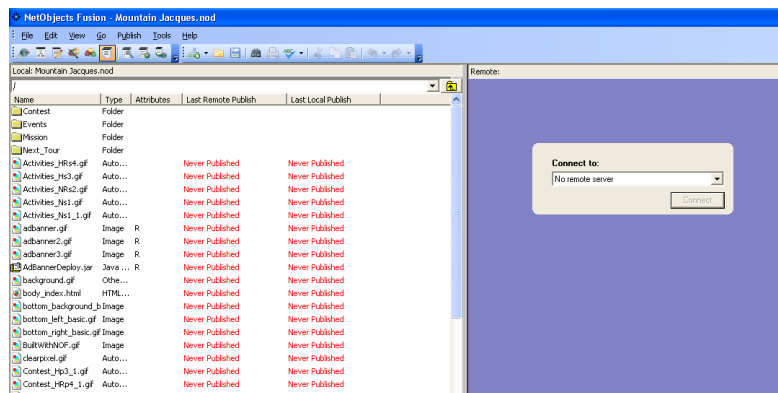 NetObjects Fusion - Mountain Jacques.nod
File Edit View Go Publish Tools Help
Local: Mountain Jacques.nod
Remote:
/
Name Type Attributes Last Remote Publish Last Local Publish
Contest Folder
Events Folder
Mission Folder
Next_Tour Folder
Activities_HRs4.gif Auto... Never Published Never Published
Activities_Hs3.gif Auto... Never Published Never Published
Activities_NRs2.gif Auto... Never Published Never Published
Activities_Ns1.gif Auto... Never Published Never Published
Activities_Ns1_1.gif Auto... Never Published Never Published
adbanner.gif Image R Never Published Never Published
adbanner2.gif Image R Never Published Never Published
adbanner3.gif Image R Never Published Never Published
AdBannerDeploy.jar Java ... R Never Published Never Published
background.gif Othe... Never Published Never Published
body_index.html HTML... Never Published Never Published
bottom_background_b Image Never Published Never Published
bottom_left_basic.gif Image Never Published Never Published
bottom_right_basic.gif Image Never Published Never Published
BuiltWithNOF.gif Image Never Published Never Published
clearpixel.gif Auto... Never Published Never Published
Contest_Hp3_1.gif Auto... Never Published Never Published
Contest_HRp4_1.gif Auto... Never Published Never Published
Connect to:
No remote server
Connect